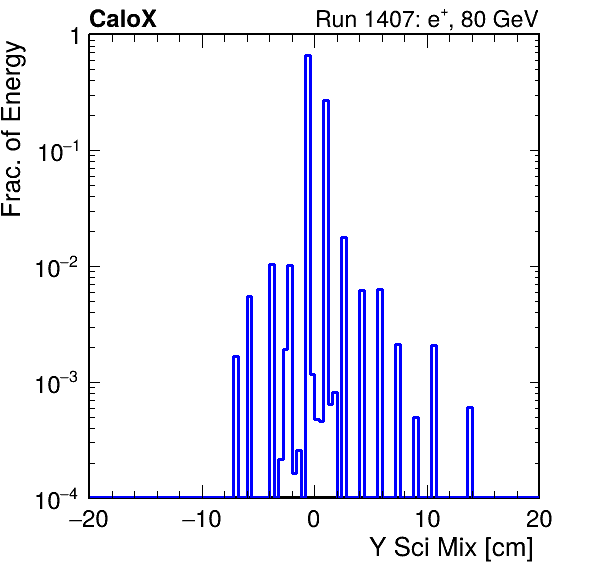 CaloX Run 1407: e⁺, 80 GeV
Frac. of Energy
1
10⁻¹
10⁻²
10⁻³
10⁻⁴
−20 −10 0 10 20
Y Sci Mix [cm]